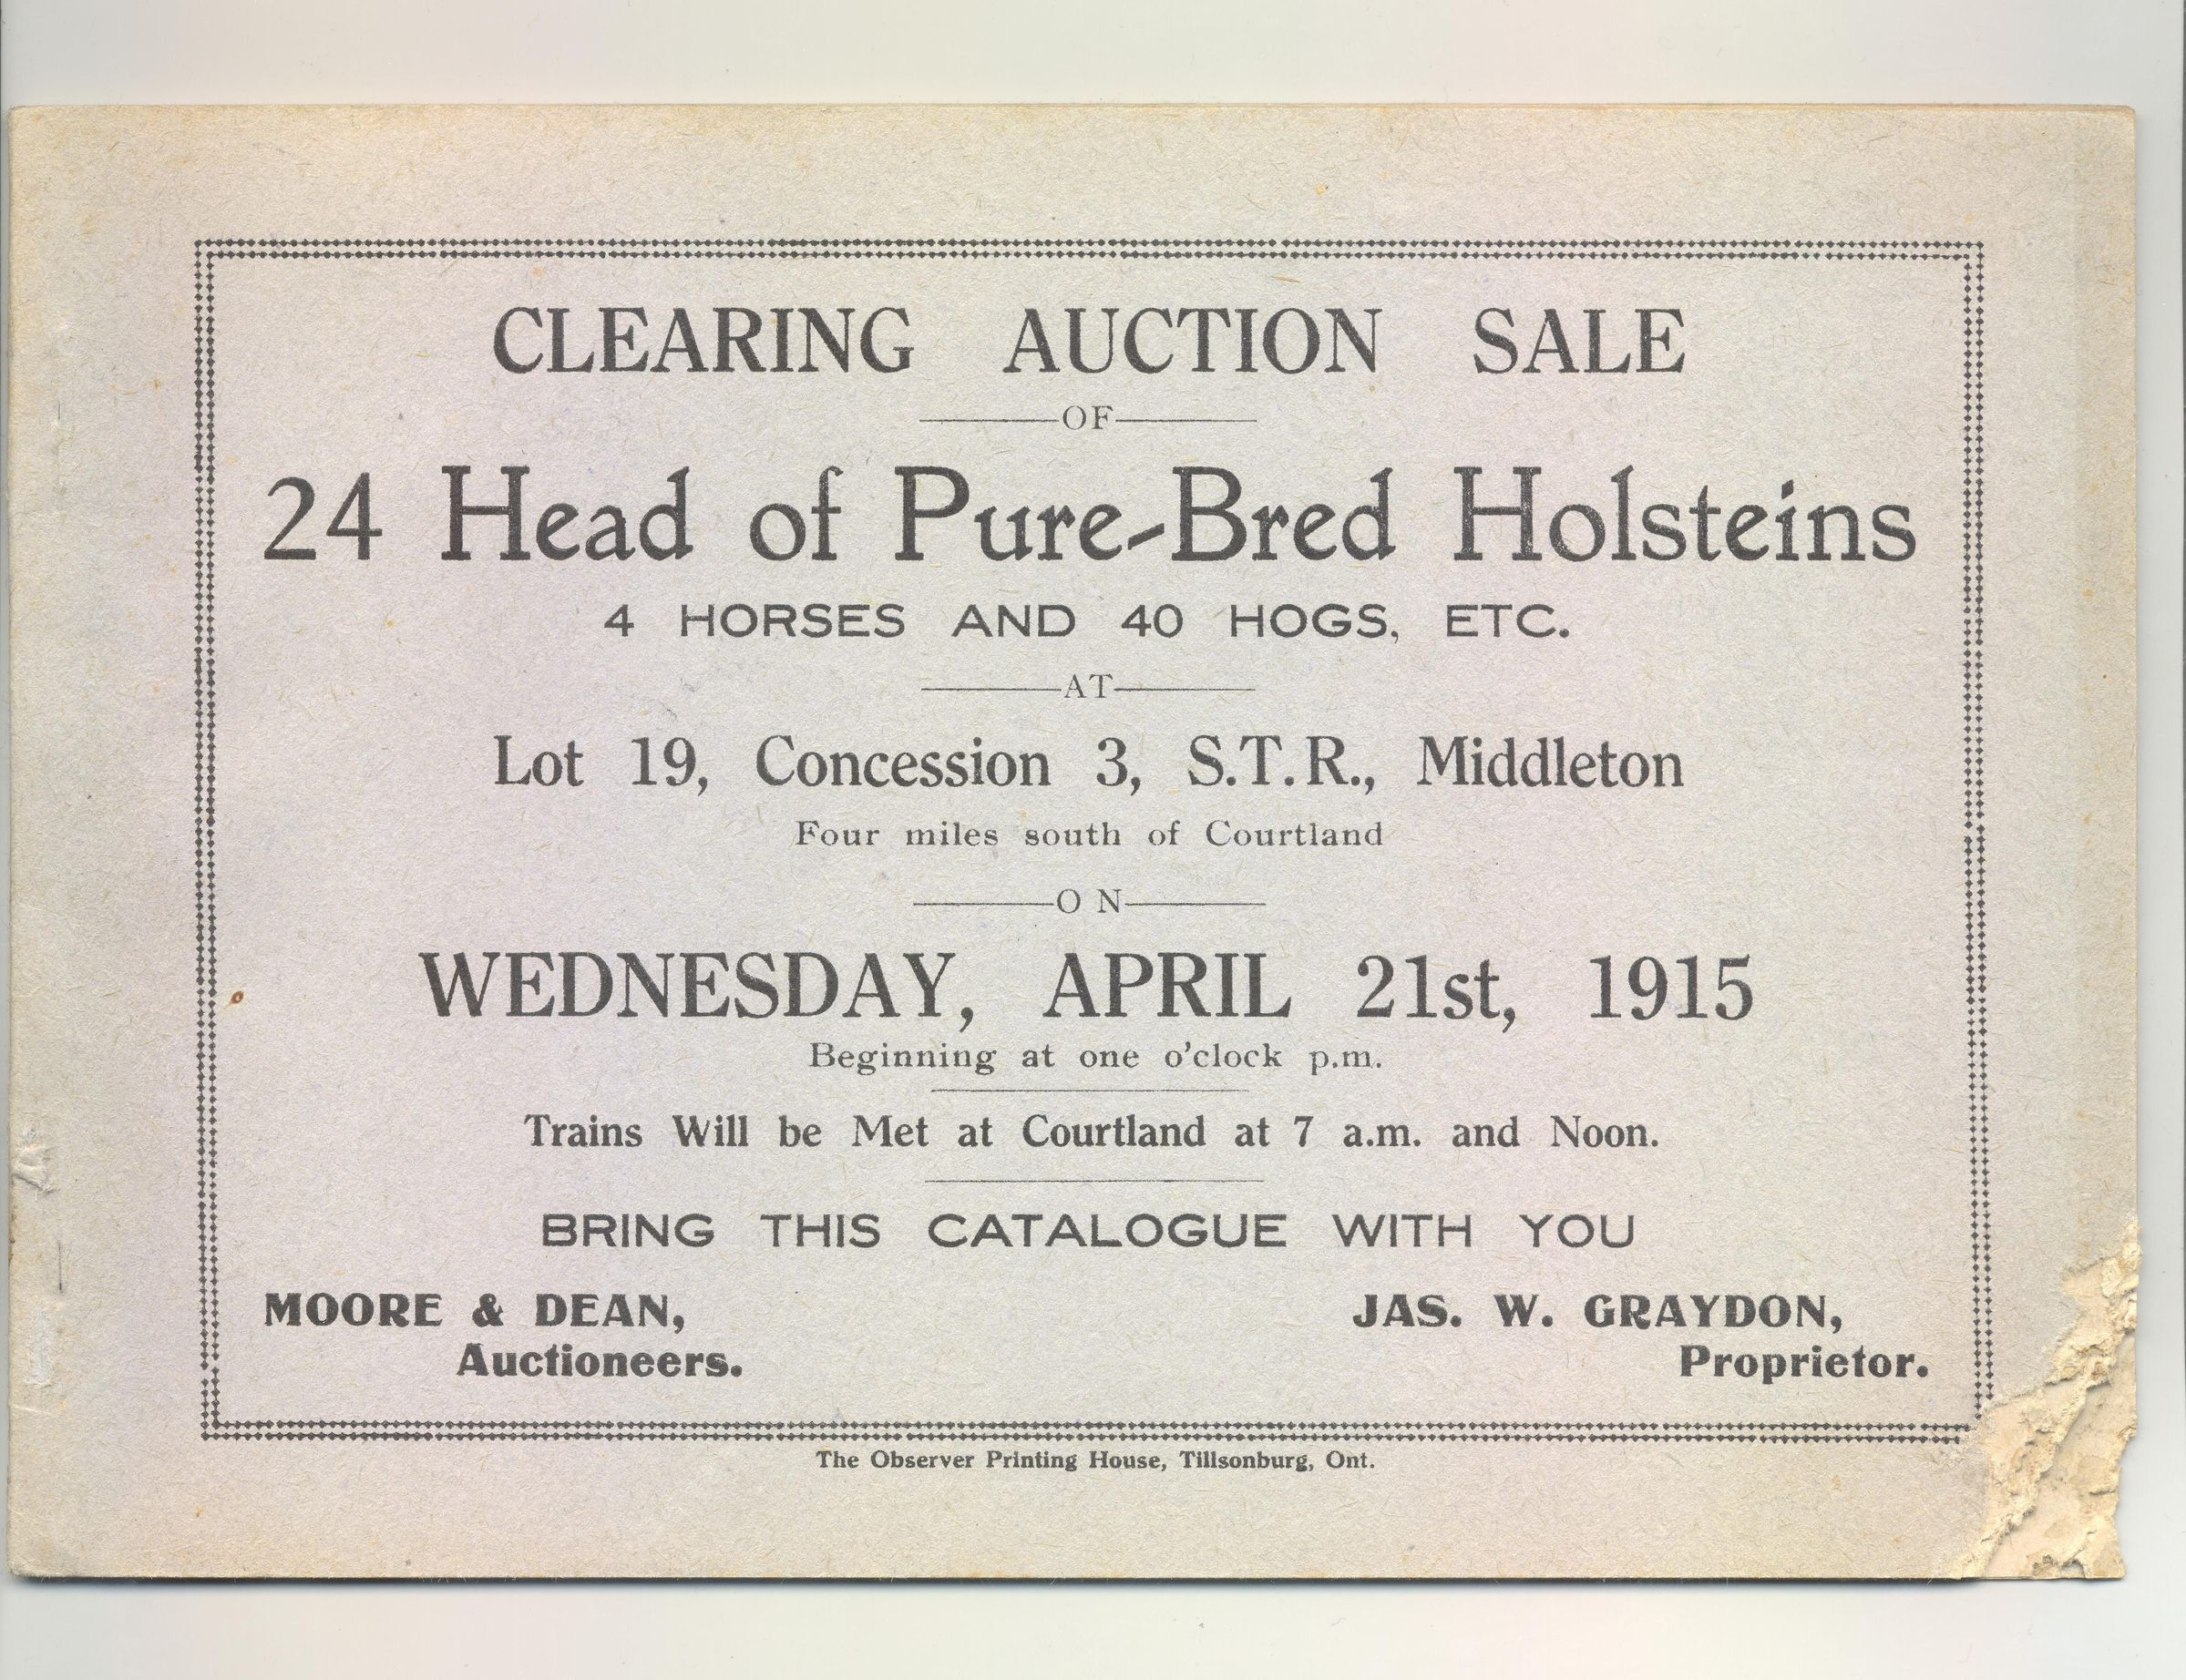 CLEARING AUCTION SALE
OF
24 Head of Pure-Bred Holsteins
4 HORSES AND 40 HOGS, ETC.
AT
Lot 19, Concession 3, S.T.R., Middleton
Four miles south of Courtland
ON
WEDNESDAY, APRIL 21st, 1915
Beginning at one o'clock p.m.
Trains Will be Met at Courtland at 7 a.m. and Noon.
BRING THIS CATALOGUE WITH YOU
MOORE & DEAN,
Auctioneers.
JAS. W. GRAYDON,
Proprietor.
The Observer Printing House, Tillsonburg, Ont.